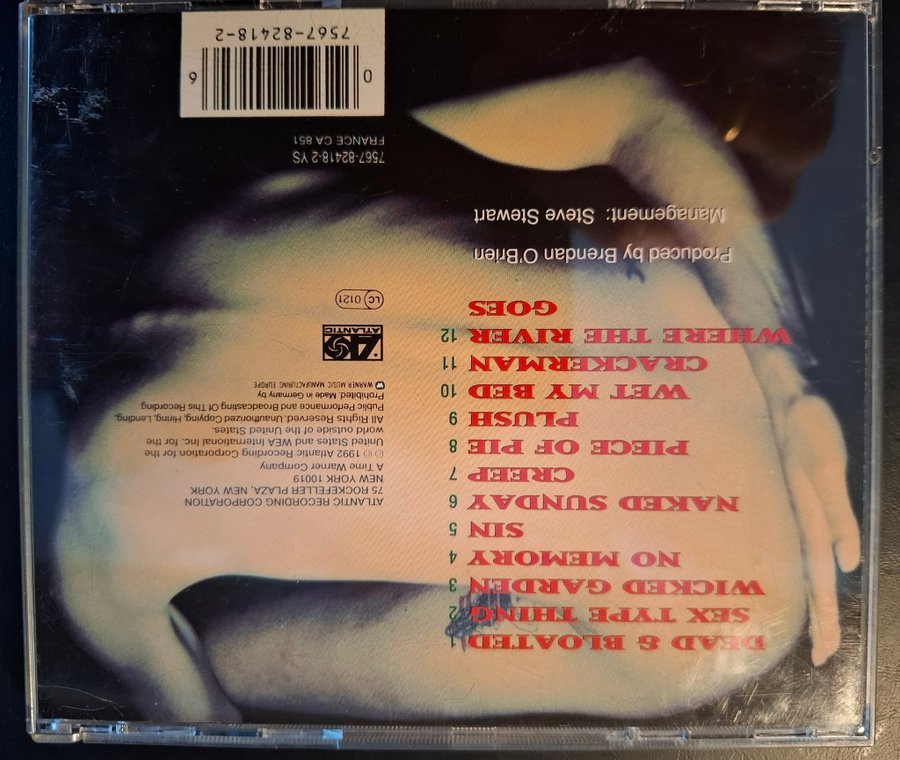 1 DEAD & BLOATED
2 SEX TYPE THING
3 WICKED GARDEN
4 NO MEMORY
5 SIN
6 NAKED SUNDAY
7 CREEP
8 PIECE OF PIE
9 PLUSH
10 WET MY BED
11 CRACKERMAN
12 WHERE THE RIVER
GOES
Produced by Brendan O'Brien
Management: Steve Stewart
ATLANTIC RECORDING CORPORATION
75 ROCKEFELLER PLAZA, NEW YORK
NEW YORK 10019
A Time Warner Company
℗ © 1992 Atlantic Recording Corporation for the
United States and WEA International Inc. for the
world outside of the United States.
All Rights Reserved. Unauthorized Copying, Hiring, Lending,
Public Performance and Broadcasting Of This Recording
Prohibited. Made in Germany by
WARNER MUSIC MANUFACTURING EUROPE
ATLANTIC
LC 0121
7567-82418-2 YS
FRANCE CA 851
0 6
7567-82418-2